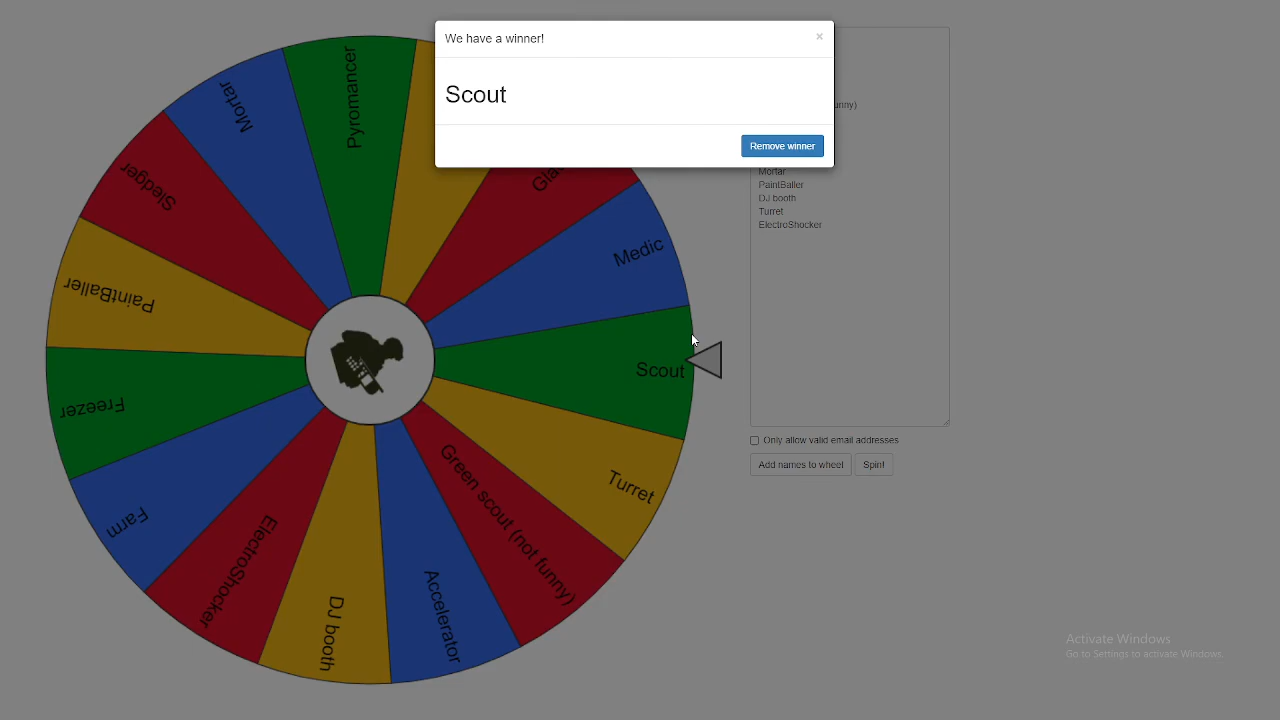 We have a winner!
×
Scout
Remove winner
Mortar
PaintBaller
DJ booth
Turret
ElectroShocker
Only allow valid email addresses
Add names to wheel
Spin!
Pyromancer
Mortar
Sledger
PaintBaller
Freezer
Farm
ElectroShocker
DJ booth
Accelerator
Green scout (not funny)
Turret
Scout
Medic
Activate Windows
Go to Settings to activate Windows.